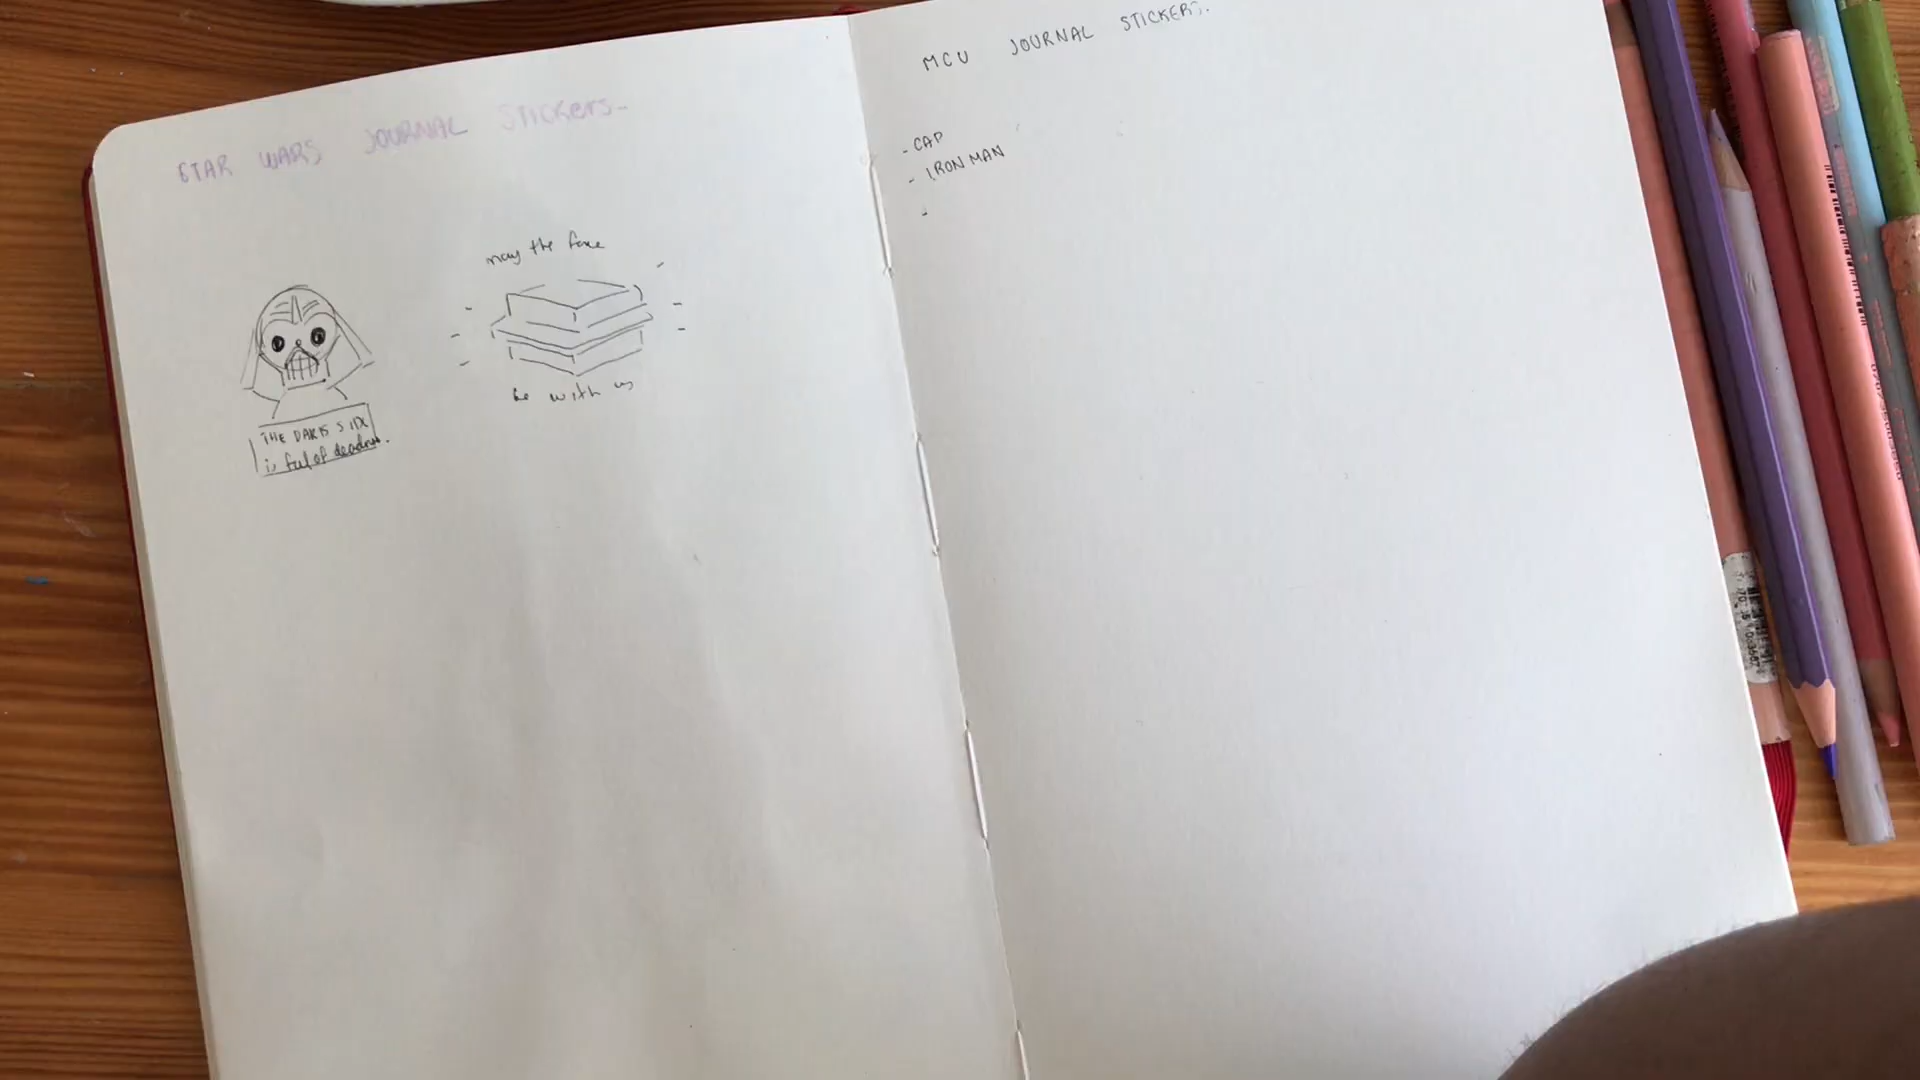 STAR WARS JOURNAL STICKERS.
may the force
be with us
THE DARK SIDE
is full of
MCU JOURNAL STICKERS.
- CAP
- IRON MAN
-